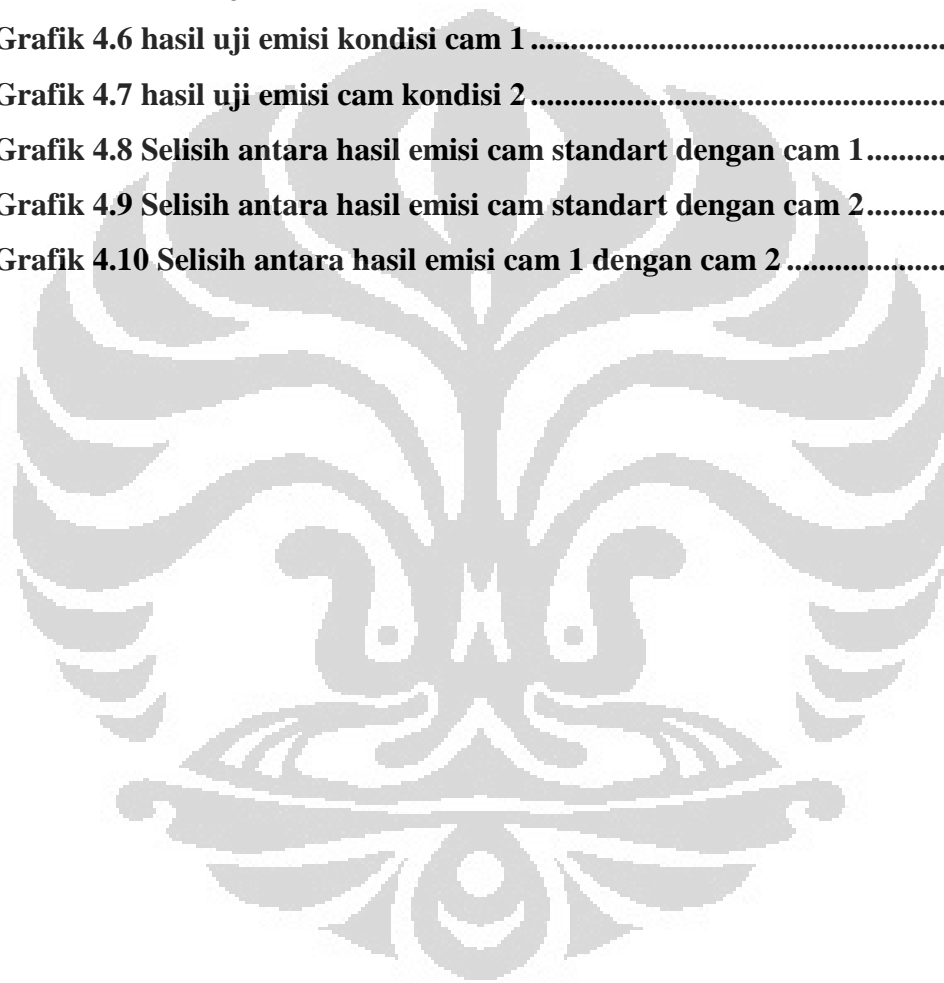 Grafik 4.6 hasil uji emisi kondisi cam 1 ..........................................................
Grafik 4.7 hasil uji emisi cam kondisi 2 ..........................................................
Grafik 4.8 Selisih antara hasil emisi cam standart dengan cam 1 ...........
Grafik 4.9 Selisih antara hasil emisi cam standart dengan cam 2 ...........
Grafik 4.10 Selisih antara hasil emisi cam 1 dengan cam 2 ......................